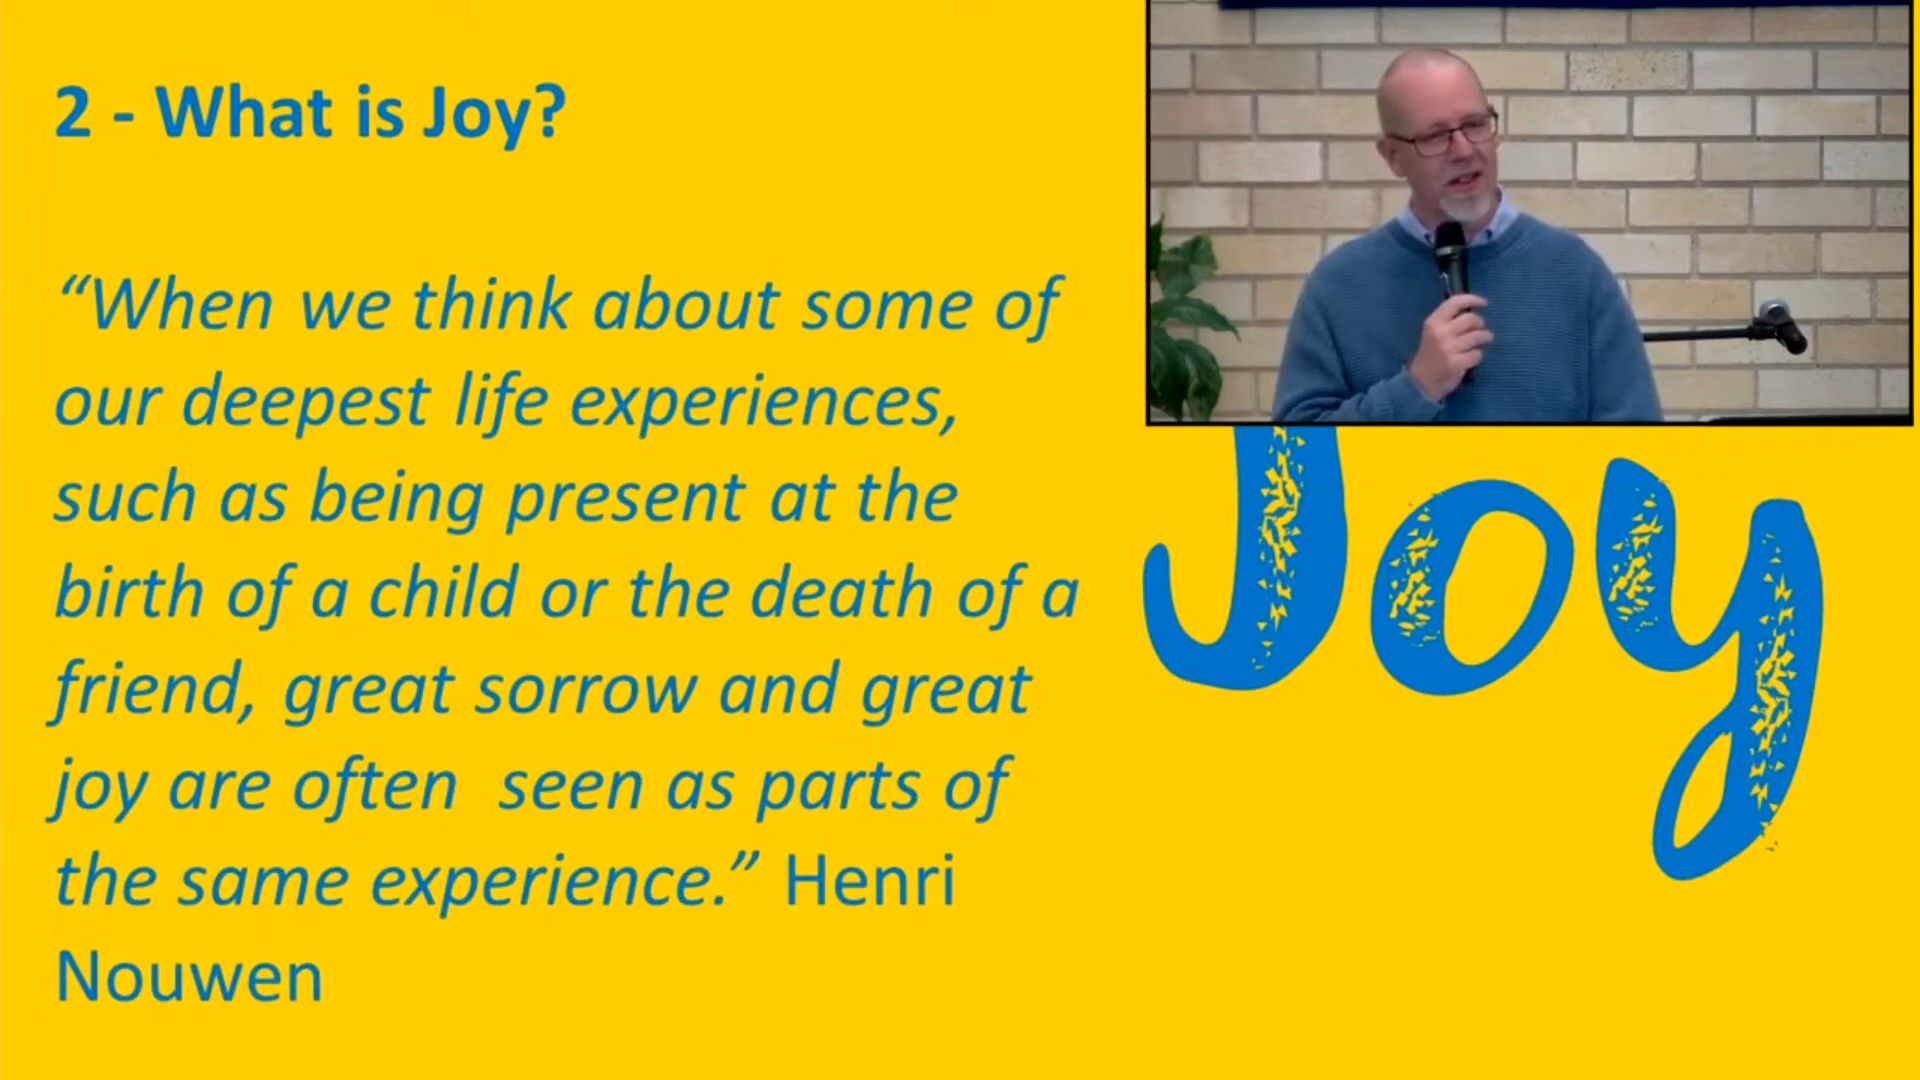 2 - What is Joy?
“When we think about some of
our deepest life experiences,
such as being present at the
birth of a child or the death of a
friend, great sorrow and great
joy are often  seen as parts of
the same experience.” Henri
Nouwen
Joy